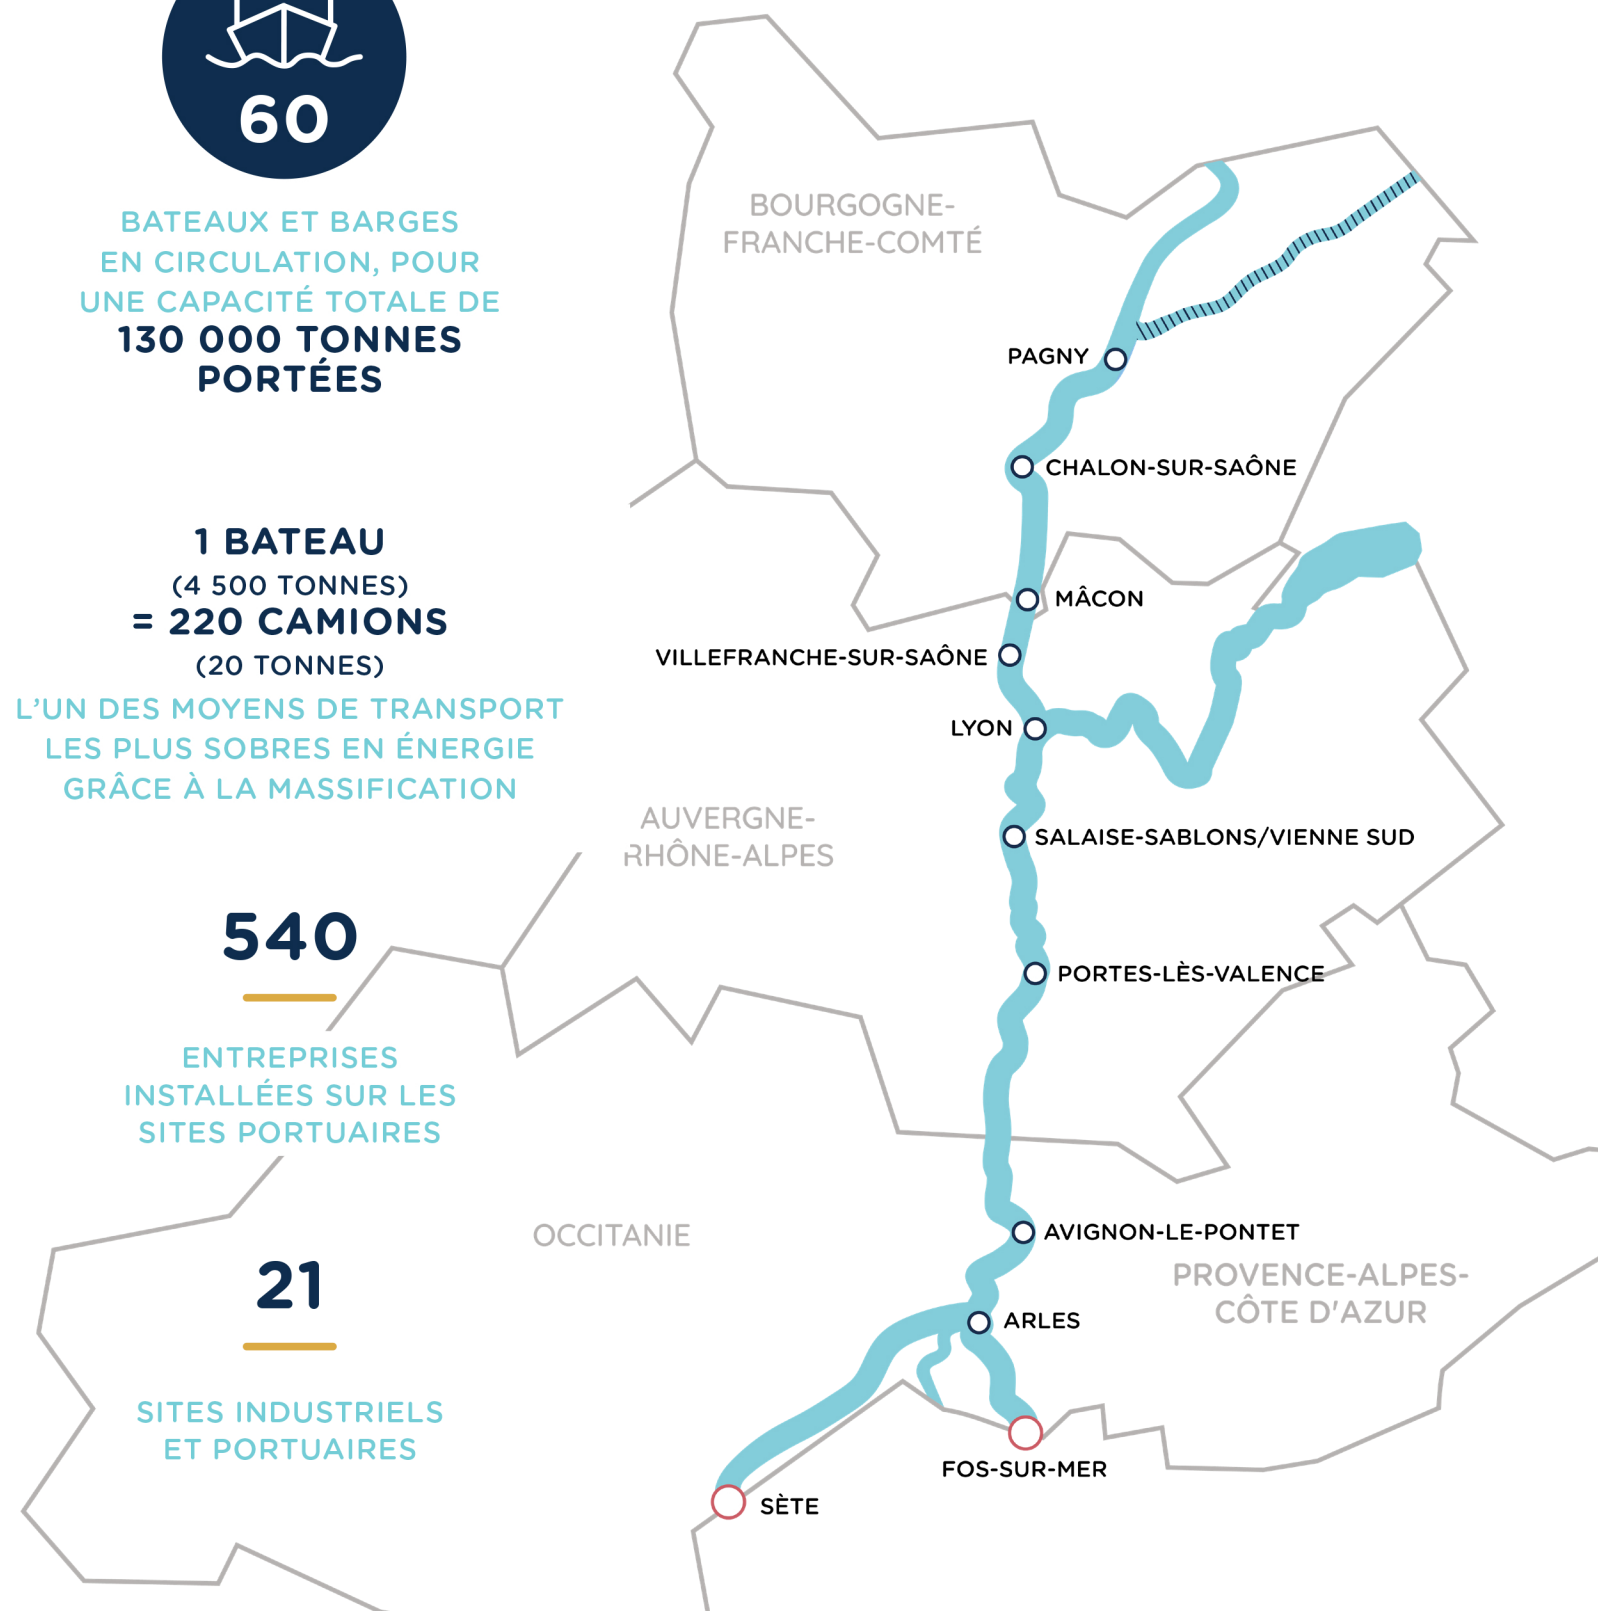 60
BATEAUX ET BARGES
EN CIRCULATION, POUR
UNE CAPACITÉ TOTALE DE
130 000 TONNES
PORTÉES
1 BATEAU
(4 500 TONNES)
= 220 CAMIONS
(20 TONNES)
L'UN DES MOYENS DE TRANSPORT
LES PLUS SOBRES EN ÉNERGIE
GRÂCE À LA MASSIFICATION
540
ENTREPRISES
INSTALLÉES SUR LES
SITES PORTUAIRES
21
SITES INDUSTRIELS
ET PORTUAIRES
BOURGOGNE-
FRANCHE-COMTÉ
PAGNY
CHALON-SUR-SAÔNE
MÂCON
VILLEFRANCHE-SUR-SAÔNE
LYON
AUVERGNE-
RHÔNE-ALPES
SALAISE-SABLONS/VIENNE SUD
PORTES-LÈS-VALENCE
OCCITANIE
AVIGNON-LE-PONTET
PROVENCE-ALPES-
CÔTE D'AZUR
ARLES
FOS-SUR-MER
SÈTE